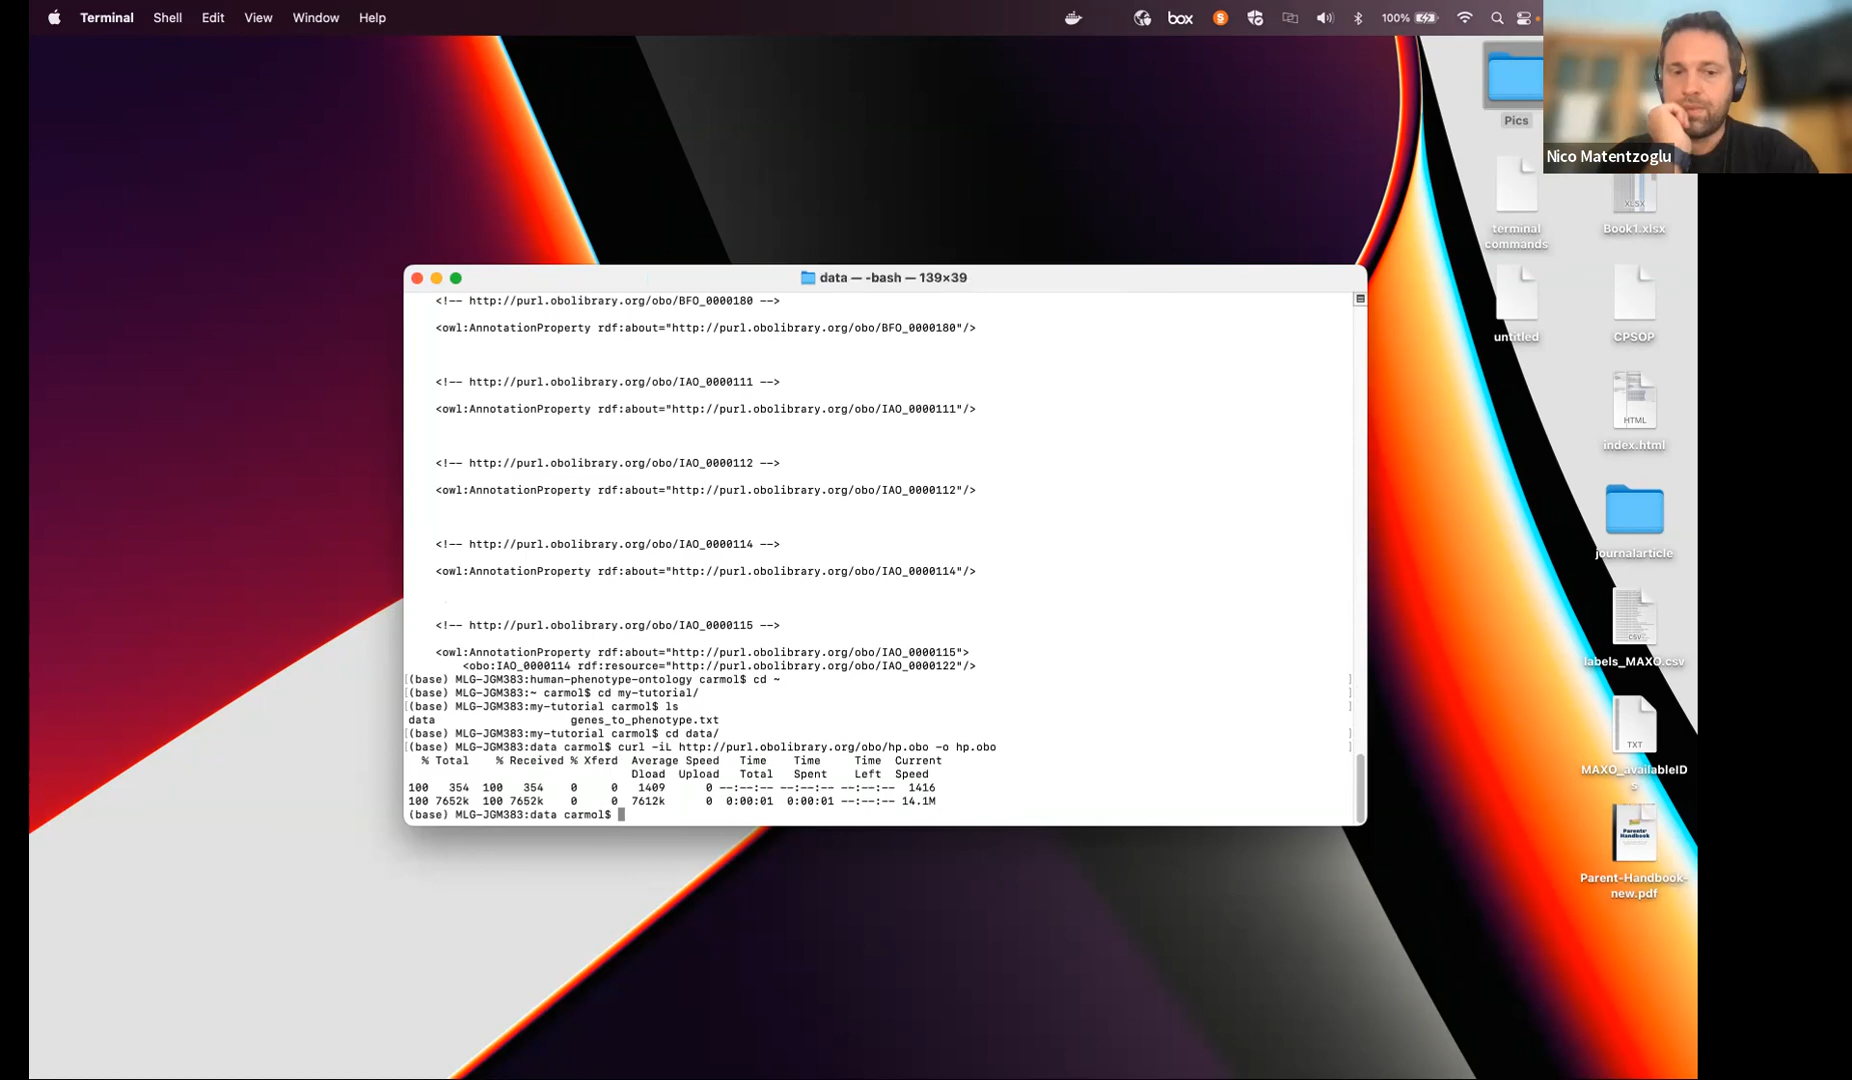 Terminal Shell Edit View Window Help box S 100%
Pics
Nico Matentzoglu
XLSX
terminal
commands
Book1.xlsx
untitled
CPSOP
HTML
index.html
journalarticle
CSV
labels_MAXO.csv
TXT
MAXO_availableID
s
Parents'
Handbook
Parent-Handbook-
new.pdf
data — -bash — 139×39
<!-- http://purl.obolibrary.org/obo/BFO_0000180 -->
<owl:AnnotationProperty rdf:about="http://purl.obolibrary.org/obo/BFO_0000180"/>
<!-- http://purl.obolibrary.org/obo/IAO_0000111 -->
<owl:AnnotationProperty rdf:about="http://purl.obolibrary.org/obo/IAO_0000111"/>
<!-- http://purl.obolibrary.org/obo/IAO_0000112 -->
<owl:AnnotationProperty rdf:about="http://purl.obolibrary.org/obo/IAO_0000112"/>
<!-- http://purl.obolibrary.org/obo/IAO_0000114 -->
<owl:AnnotationProperty rdf:about="http://purl.obolibrary.org/obo/IAO_0000114"/>
<!-- http://purl.obolibrary.org/obo/IAO_0000115 -->
<owl:AnnotationProperty rdf:about="http://purl.obolibrary.org/obo/IAO_0000115">
<obo:IAO_0000114 rdf:resource="http://purl.obolibrary.org/obo/IAO_0000122"/>
[(base) MLG-JGM383:human-phenotype-ontology carmol$ cd ~ ]
[(base) MLG-JGM383:~ carmol$ cd my-tutorial/ ]
[(base) MLG-JGM383:my-tutorial carmol$ ls ]
data genes_to_phenotype.txt
[(base) MLG-JGM383:my-tutorial carmol$ cd data/ ]
[(base) MLG-JGM383:data carmol$ curl -iL http://purl.obolibrary.org/obo/hp.obo -o hp.obo ]
% Total % Received % Xferd Average Speed Time Time Time Current
Dload Upload Total Spent Left Speed
100 354 100 354 0 0 1409 0 --:--:-- --:--:-- --:--:-- 1416
100 7652k 100 7652k 0 0 7612k 0 0:00:01 0:00:01 --:--:-- 14.1M
(base) MLG-JGM383:data carmol$